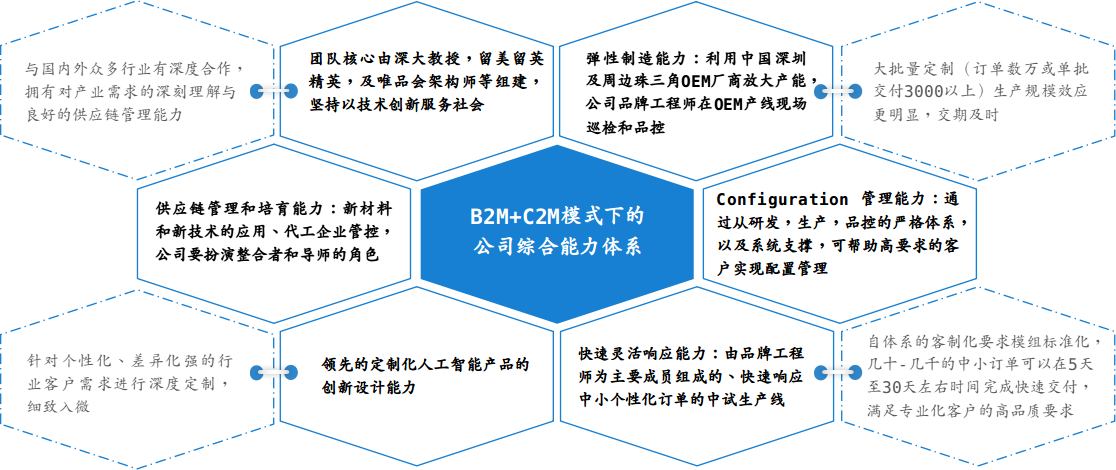 与国内外众多行业有深度合作，
拥有对产业需求的深刻理解与
良好的供应链管理能力
团队核心由深大教授，留美留英
精英，及唯品会架构师等组建，
坚持以技术创新服务社会
弹性制造能力：利用中国深圳
及周边珠三角OEM厂商放大产能，
公司品牌工程师在OEM产线现场
巡检和品控
大批量定制（订单数万或单批
交付3000以上）生产规模效应
更明显，交期及时
供应链管理和培育能力：新材料
和新技术的应用、代工企业管控，
公司要扮演整合者和导师的角色
B2M+C2M模式下的
公司综合能力体系
Configuration 管理能力：通
过从研发，生产，品控的严格体系，
以及系统支撑，可帮助高要求的客
户实现配置管理
针对个性化、差异化强的行
业客户需求进行深度定制，
细致入微
领先的定制化人工智能产品的
创新设计能力
快速灵活响应能力：由品牌工程
师为主要成员组成的、快速响应
中小个性化订单的中试生产线
自体系的客制化要求模组标准化，
几十-几千的中小订单可以在5天
至30天左右时间完成快速交付，
满足专业化客户的高品质要求